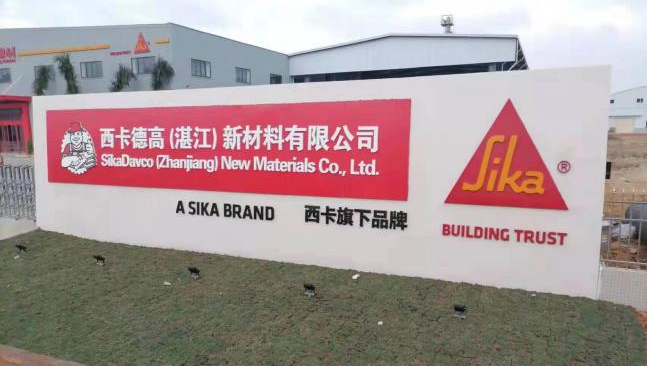 西卡德高(湛江)新材料有限公司
SikaDavco (Zhanjiang) New Materials Co., Ltd.
A SIKA BRAND 西卡旗下品牌
Sika®
BUILDING TRUST